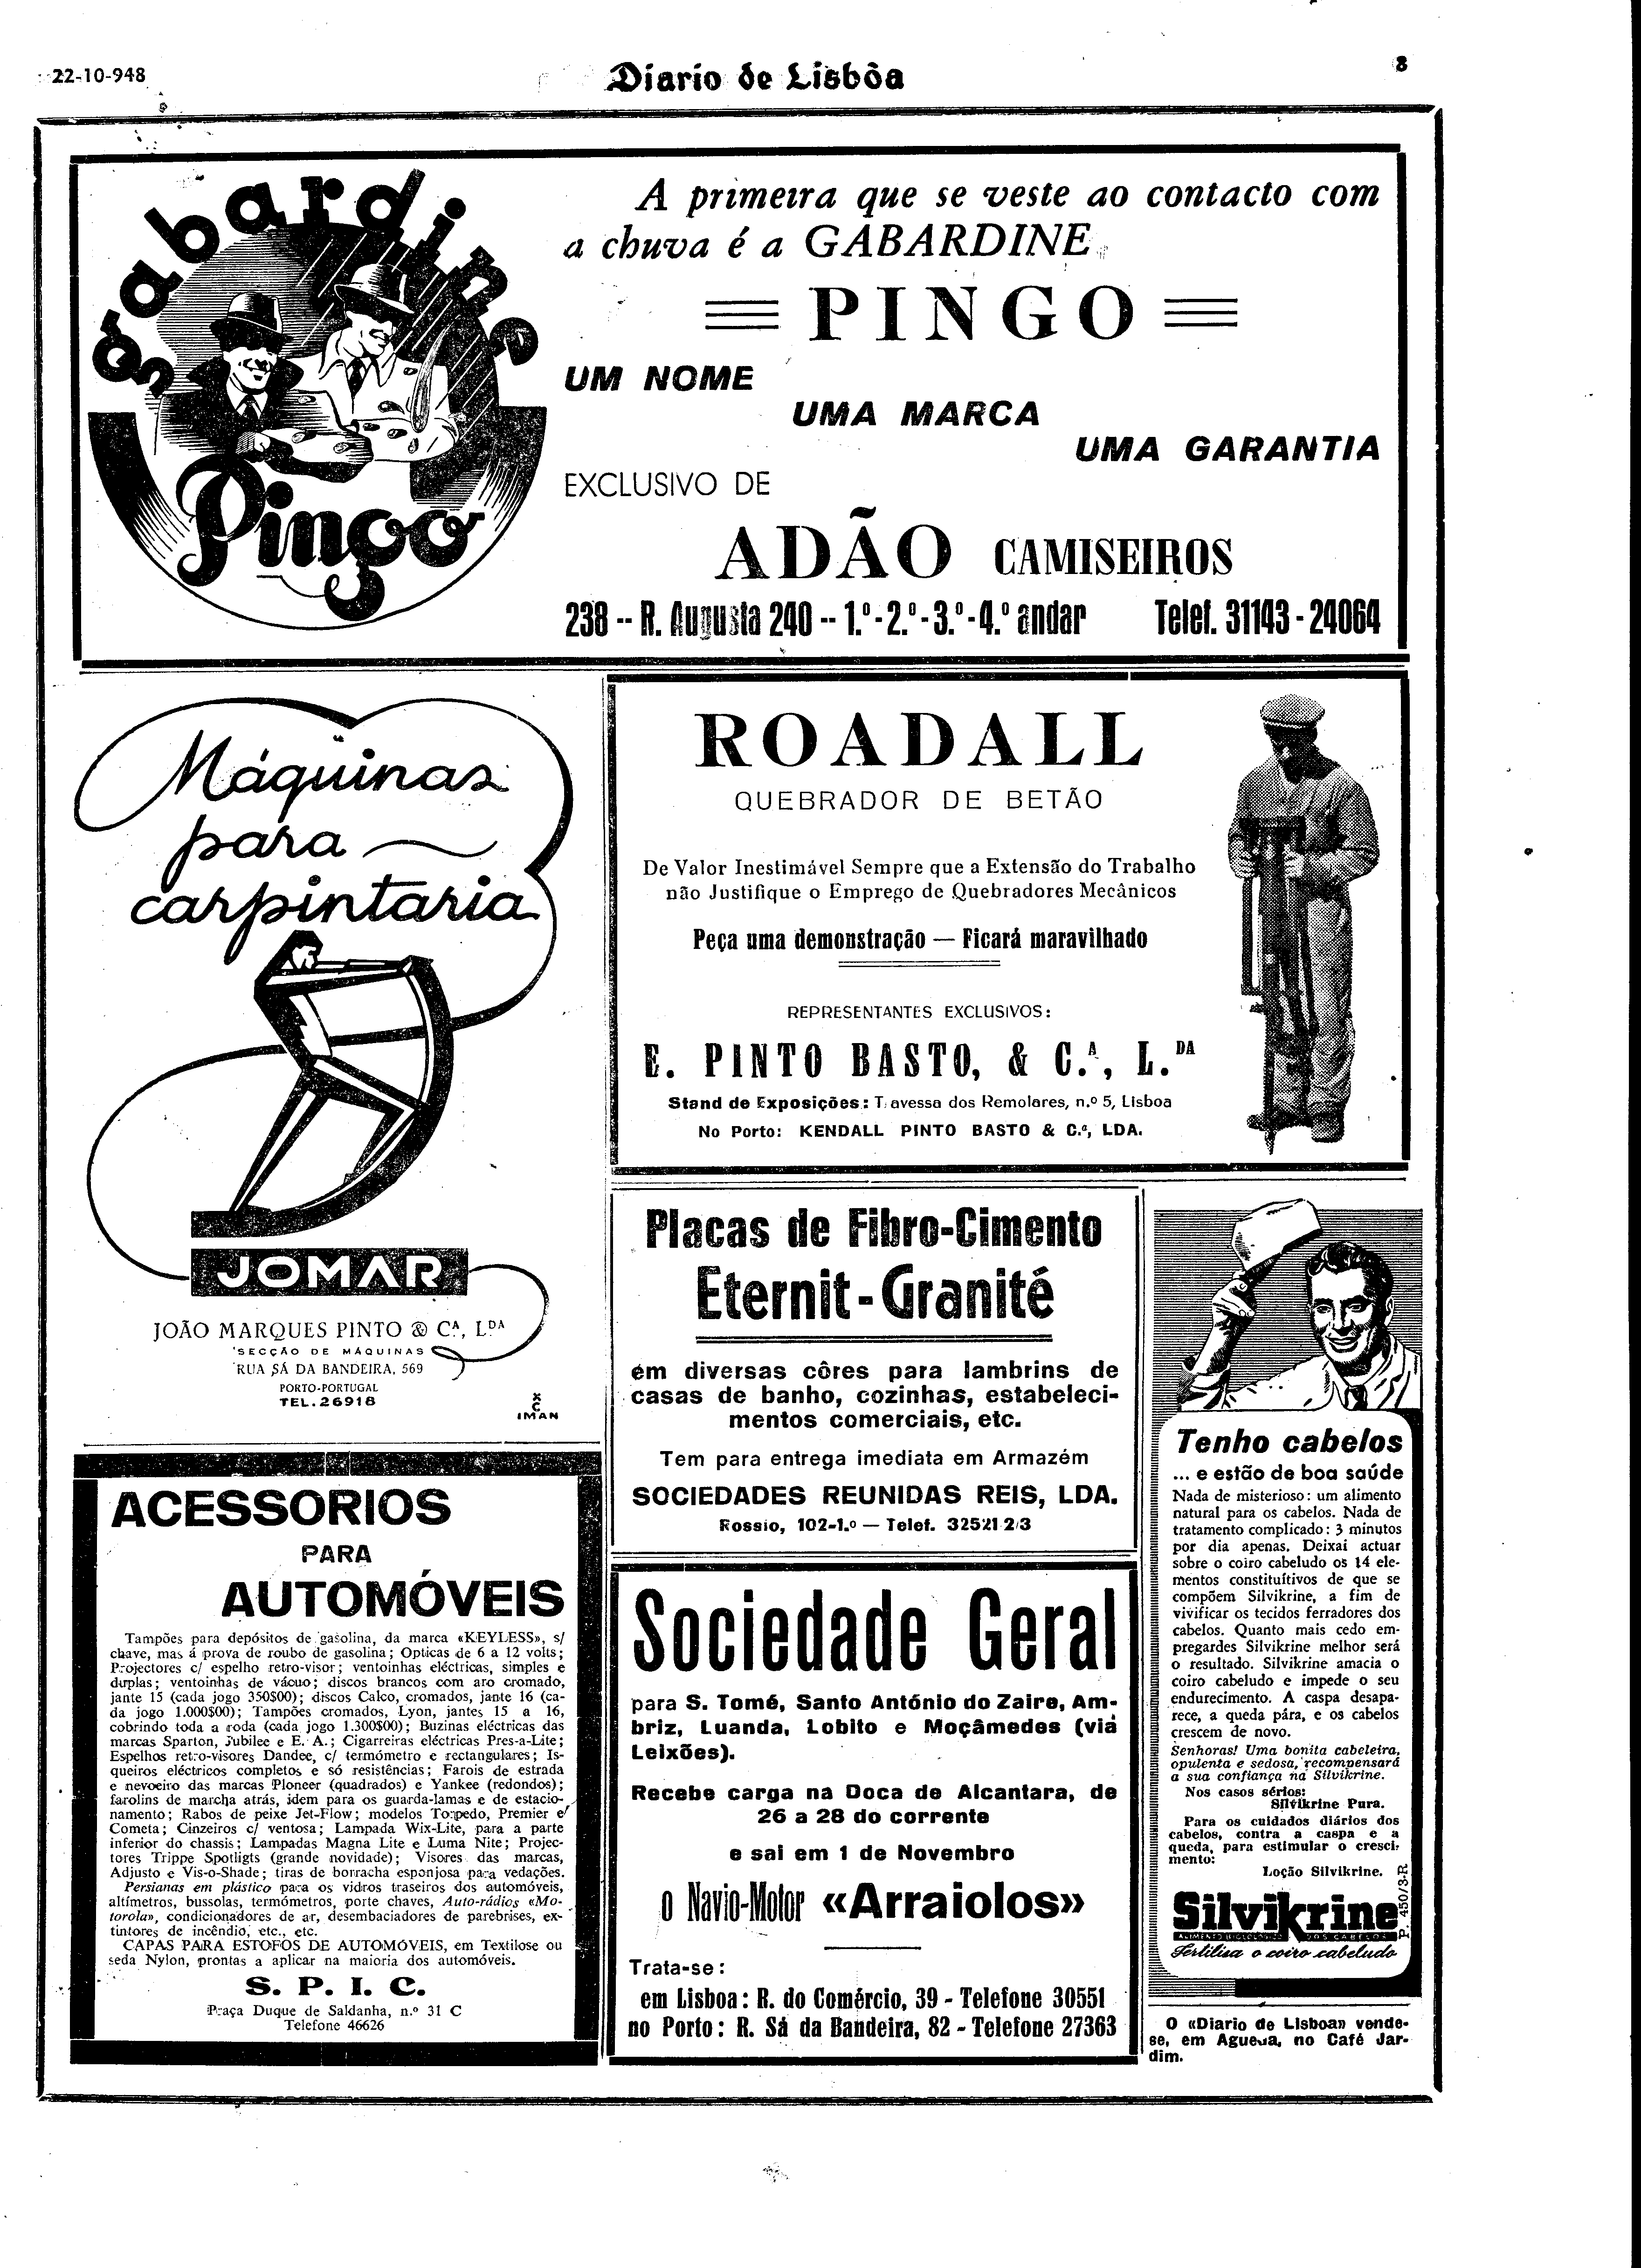 22-10-948
Diario de Lisbôa
8
gabardine
Pingo
A primeira que se veste ao contacto com
a chuva é a GABARDINE
PINGO
UM NOME
UMA MARCA
UMA GARANTIA
EXCLUSIVO DE
ADÃO CAMISEIROS
238 -- R. Augusta 240 -- 1.º-2.º-3.º-4.º andar Telef. 31143 - 24064
Máquinas
para
carpintaria
JOMAR
JOÃO MARQUES PINTO & Cᴬ, Lᴰᴬ
SECÇÃO DE MÁQUINAS
RUA SÁ DA BANDEIRA, 569
PORTO-PORTUGAL
TEL. 26918
IMAN
ROADALL
QUEBRADOR DE BETÃO
De Valor Inestimável Sempre que a Extensão do Trabalho
não Justifique o Emprego de Quebradores Mecânicos
Peça uma demonstração — Ficará maravilhado
REPRESENTANTES EXCLUSIVOS:
E. PINTO BASTO, & C.ᴬ, L.ᴰᴬ
Stand de Exposições: Travessa dos Remolares, n.º 5, Lisboa
No Porto: KENDALL PINTO BASTO & C.ª, LDA.
ACESSORIOS
PARA
AUTOMÓVEIS
Tampões para depósitos de gasolina, da marca «KEYLESS», s/
chave, mas á prova de roubo de gasolina; Opticas de 6 a 12 volts;
Projectores c/ espelho retro-visor; ventoinhas eléctricas, simples e
duplas; ventoinhas de vácuo; discos brancos com aro cromado,
jante 15 (cada jogo 350$00); discos Calco, cromados, jante 16 (ca-
da jogo 1.000$00); Tampões cromados, Lyon, jantes 15 a 16,
cobrindo toda a roda (cada jogo 1.300$00); Buzinas eléctricas das
marcas Sparton, Jubilee e E. A.; Cigarreiras eléctricas Pres-a-Lite;
Espelhos retro-visores Dandee, c/ termómetro e rectangulares; Is-
queiros eléctricos completos e só resistências; Farois de estrada
e nevoeiro das marcas Ploneer (quadrados) e Yankee (redondos);
farolins de marcha atrás, idem para os guarda-lamas e de estacio-
namento; Rabos de peixe Jet-Flow; modelos Torpedo, Premier e
Cometa; Cinzeiros c/ ventosa; Lampada Wix-Lite, para a parte
inferior do chassis; Lampadas Magna Lite e Luma Nite; Projec-
tores Trippe Spotligts (grande novidade); Visores das marcas,
Adjusto e Vis-o-Shade; tiras de borracha esponjosa para vedações.
Persianas em plástico para os vidros traseiros dos automóveis,
altímetros, bussolas, termómetros, porte chaves, Auto-rádios «Mo-
torola», condicionadores de ar, desembaciadores de parebrises, ex-
tintores de incêndio, etc., etc.
CAPAS PARA ESTOFOS DE AUTOMÓVEIS, em Textilose ou
seda Nylon, prontas a aplicar na maioria dos automóveis.
S. P. I. C.
Praça Duque de Saldanha, n.º 31 C
Telefone 46626
Placas de Fibro-Cimento
Eternit - Granité
em diversas côres para lambrins de
casas de banho, cozinhas, estabeleci-
mentos comerciais, etc.
Tem para entrega imediata em Armazém
SOCIEDADES REUNIDAS REIS, LDA.
Rossio, 102-1.º — Telef. 32521/2/3
Sociedade Geral
para S. Tomé, Santo António do Zaire, Am-
briz, Luanda, Lobito e Moçâmedes (via
Leixões).
Recebe carga na Doca de Alcantara, de
26 a 28 do corrente
e sai em 1 de Novembro
o Navio-Motor «Arraiolos»
Trata-se:
em Lisboa: R. do Comércio, 39 - Telefone 30551
no Porto: R. Sá da Bandeira, 82 - Telefone 27363
Tenho cabelos
... e estão de boa saúde
Nada de misterioso: um alimento
natural para os cabelos. Nada de
tratamento complicado: 3 minutos
por dia apenas. Deixai actuar
sobre o coiro cabeludo os 14 ele-
mentos constituítivos de que se
compõem Silvikrine, a fim de
vivificar os tecidos ferradores dos
cabelos. Quanto mais cedo em-
pregardes Silvikrine melhor será
o resultado. Silvikrine amacia o
coiro cabeludo e impede o seu
endurecimento. A caspa desapa-
rece, a queda pára, e os cabelos
crescem de novo.
Senhoras! Uma bonita cabeleira,
opulenta e sedosa, recompensará
a sua confiança na Silvikrine.
Nos casos sérios:
Silvikrine Pura.
Para os cuidados diários dos
cabelos, contra a caspa e a
queda, para estimular o cresci-
mento:
Loção Silvikrine.
Silvikrine
ALIMENTO BIOLOGICO DOS CABELOS
Fertilisa o coiro cabeludo
P. 450/3-R
O «Diario de Lisboa» vende-
se, em Agueda, no Café Jar-
dim.